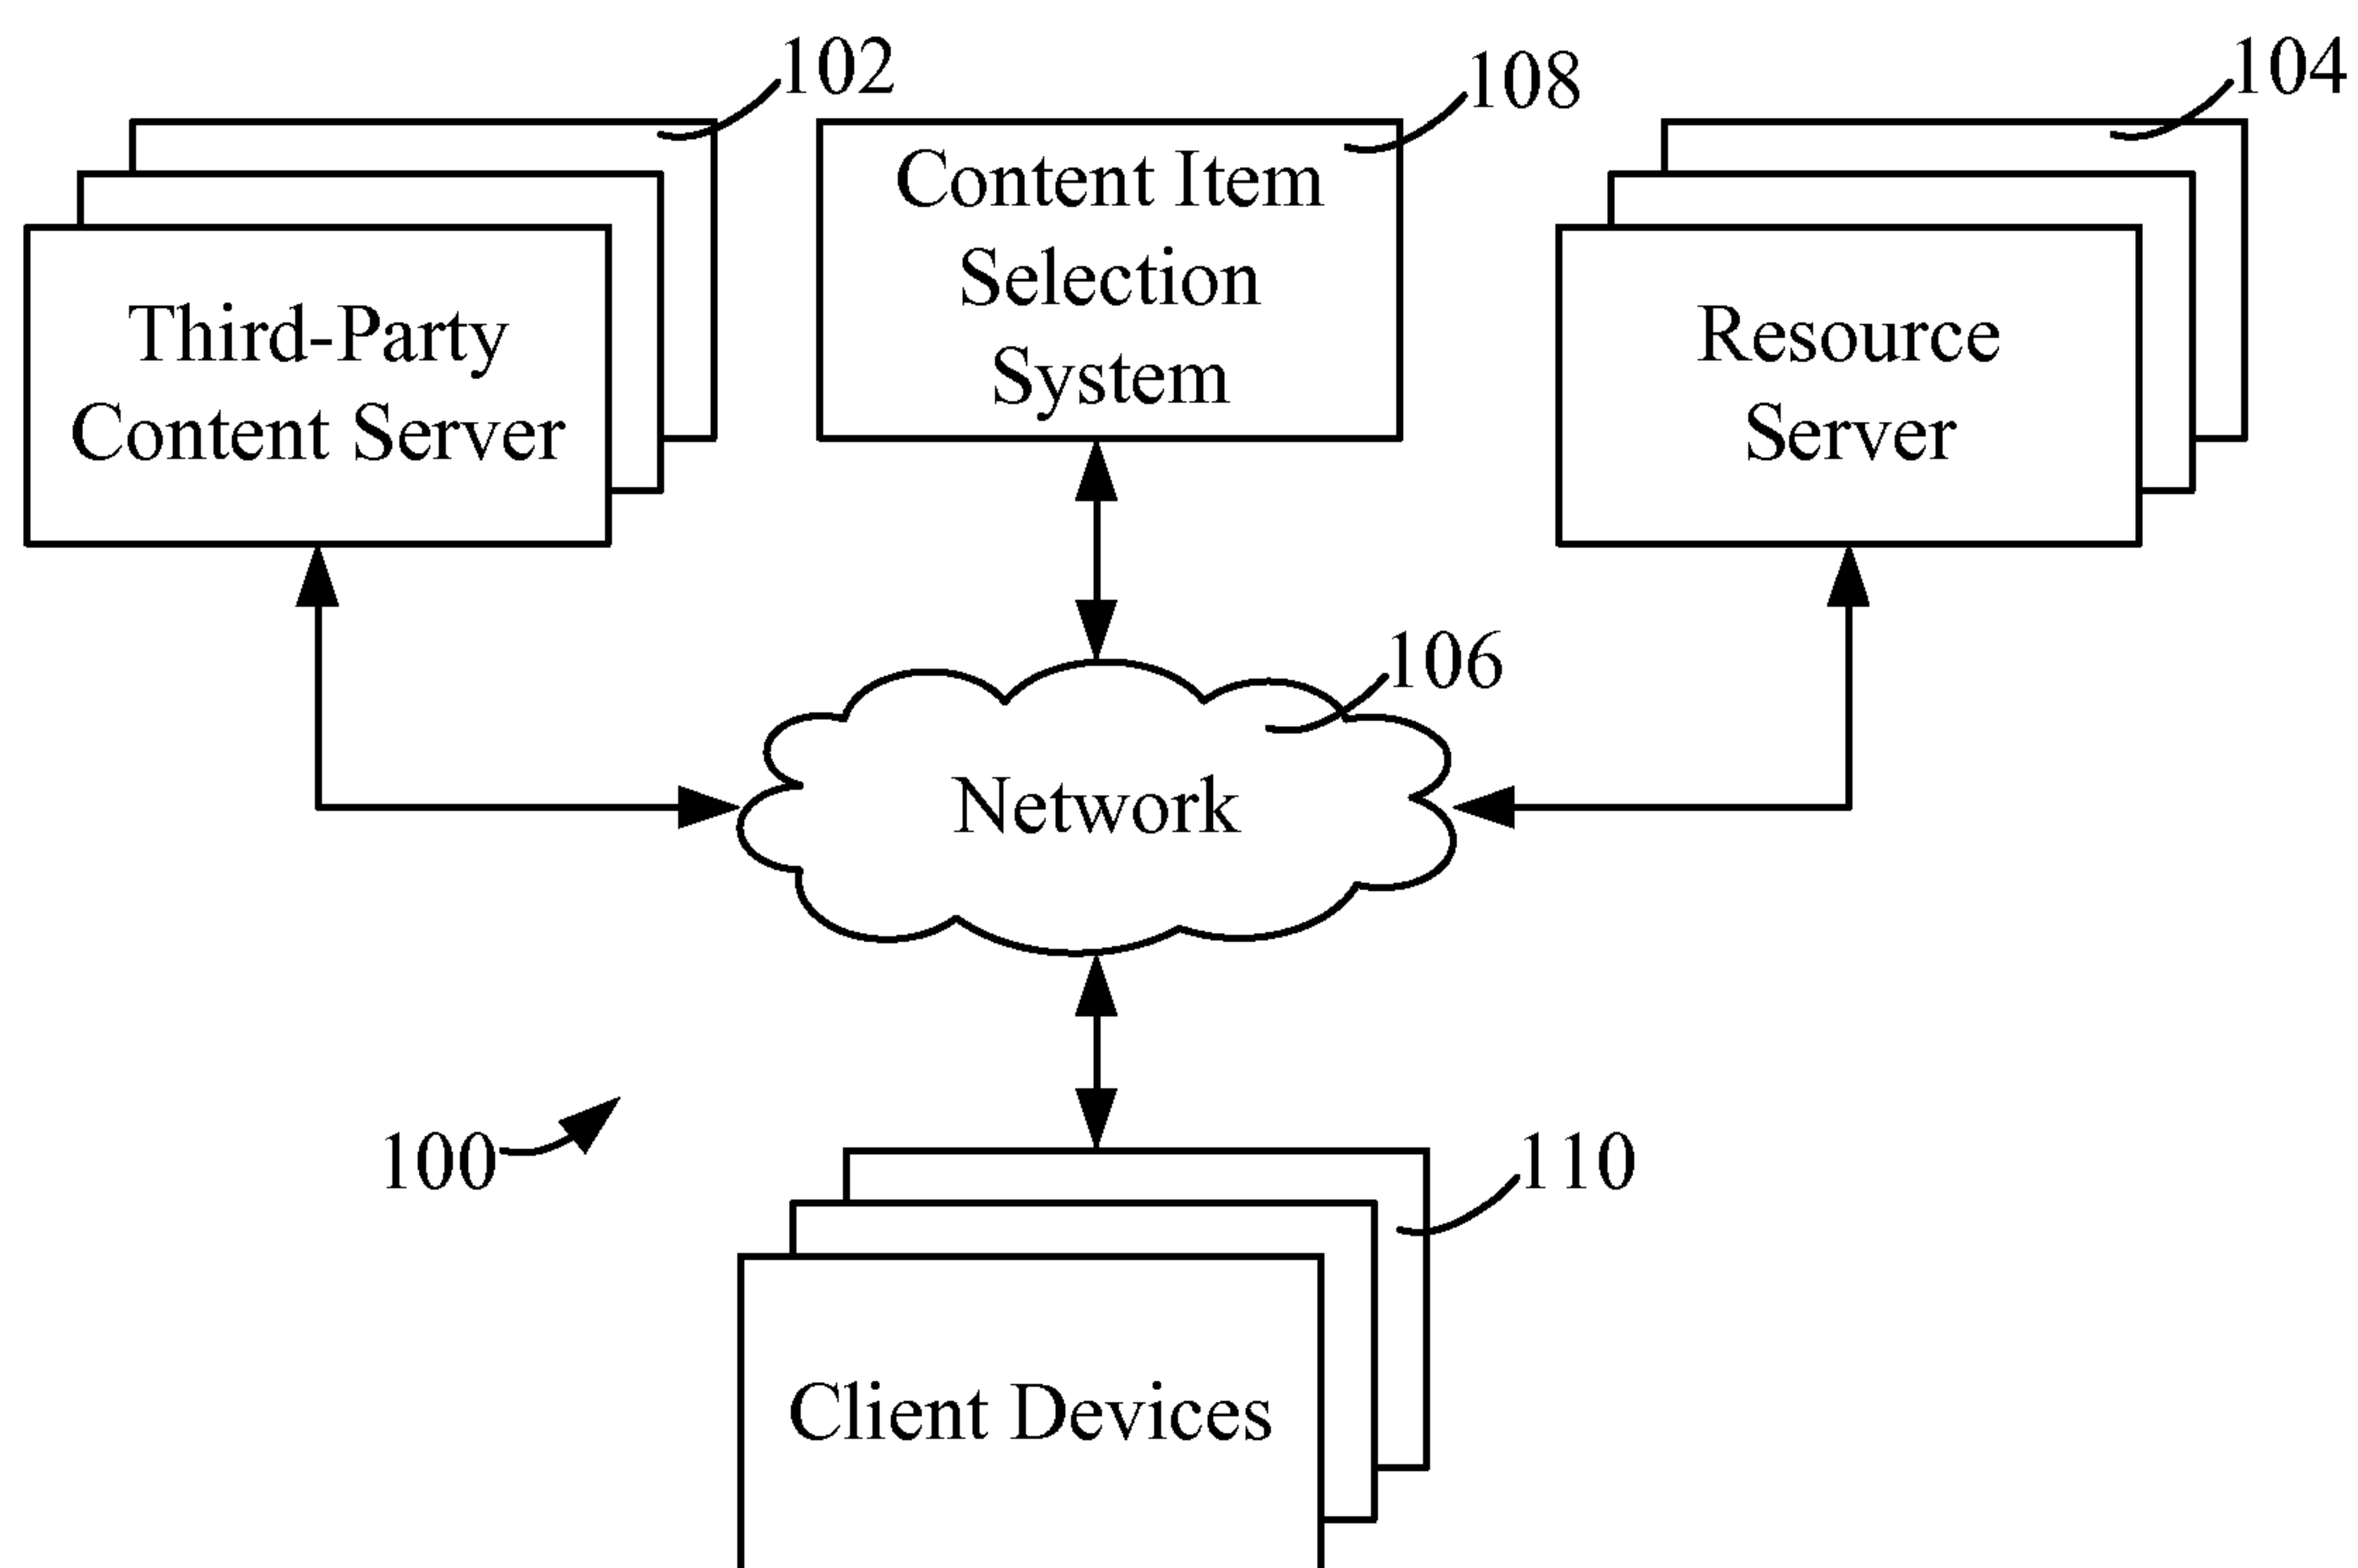 102
108
104
Content Item
Selection
System
Third-Party
Content Server
Resource
Server
106
Network
100
110
Client Devices